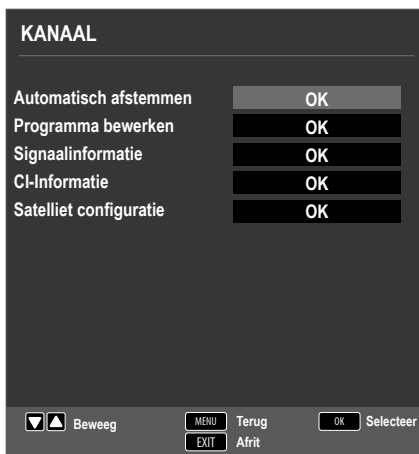 KANAAL
Automatisch afstemmen OK
Programma bewerken OK
Signaalinformatie OK
CI-Informatie OK
Satelliet configuratie OK
Beweeg MENU Terug OK Selecteer
EXIT Afrit